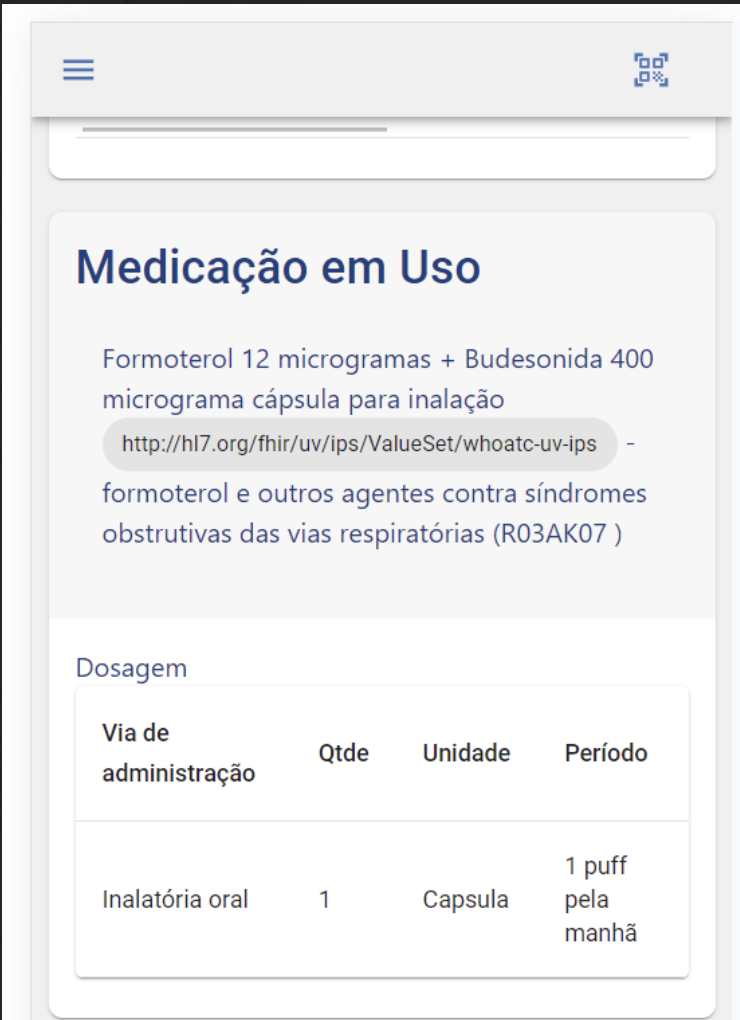 Medicação em Uso
Formoterol 12 microgramas + Budesonida 400
micrograma cápsula para inalação
http://hl7.org/fhir/uv/ips/ValueSet/whoatc-uv-ips -
formoterol e outros agentes contra síndromes
obstrutivas das vias respiratórias (R03AK07 )
Dosagem
Via de
administração
Qtde
Unidade
Período
Inalatória oral
1
Capsula
1 puff
pela
manhã